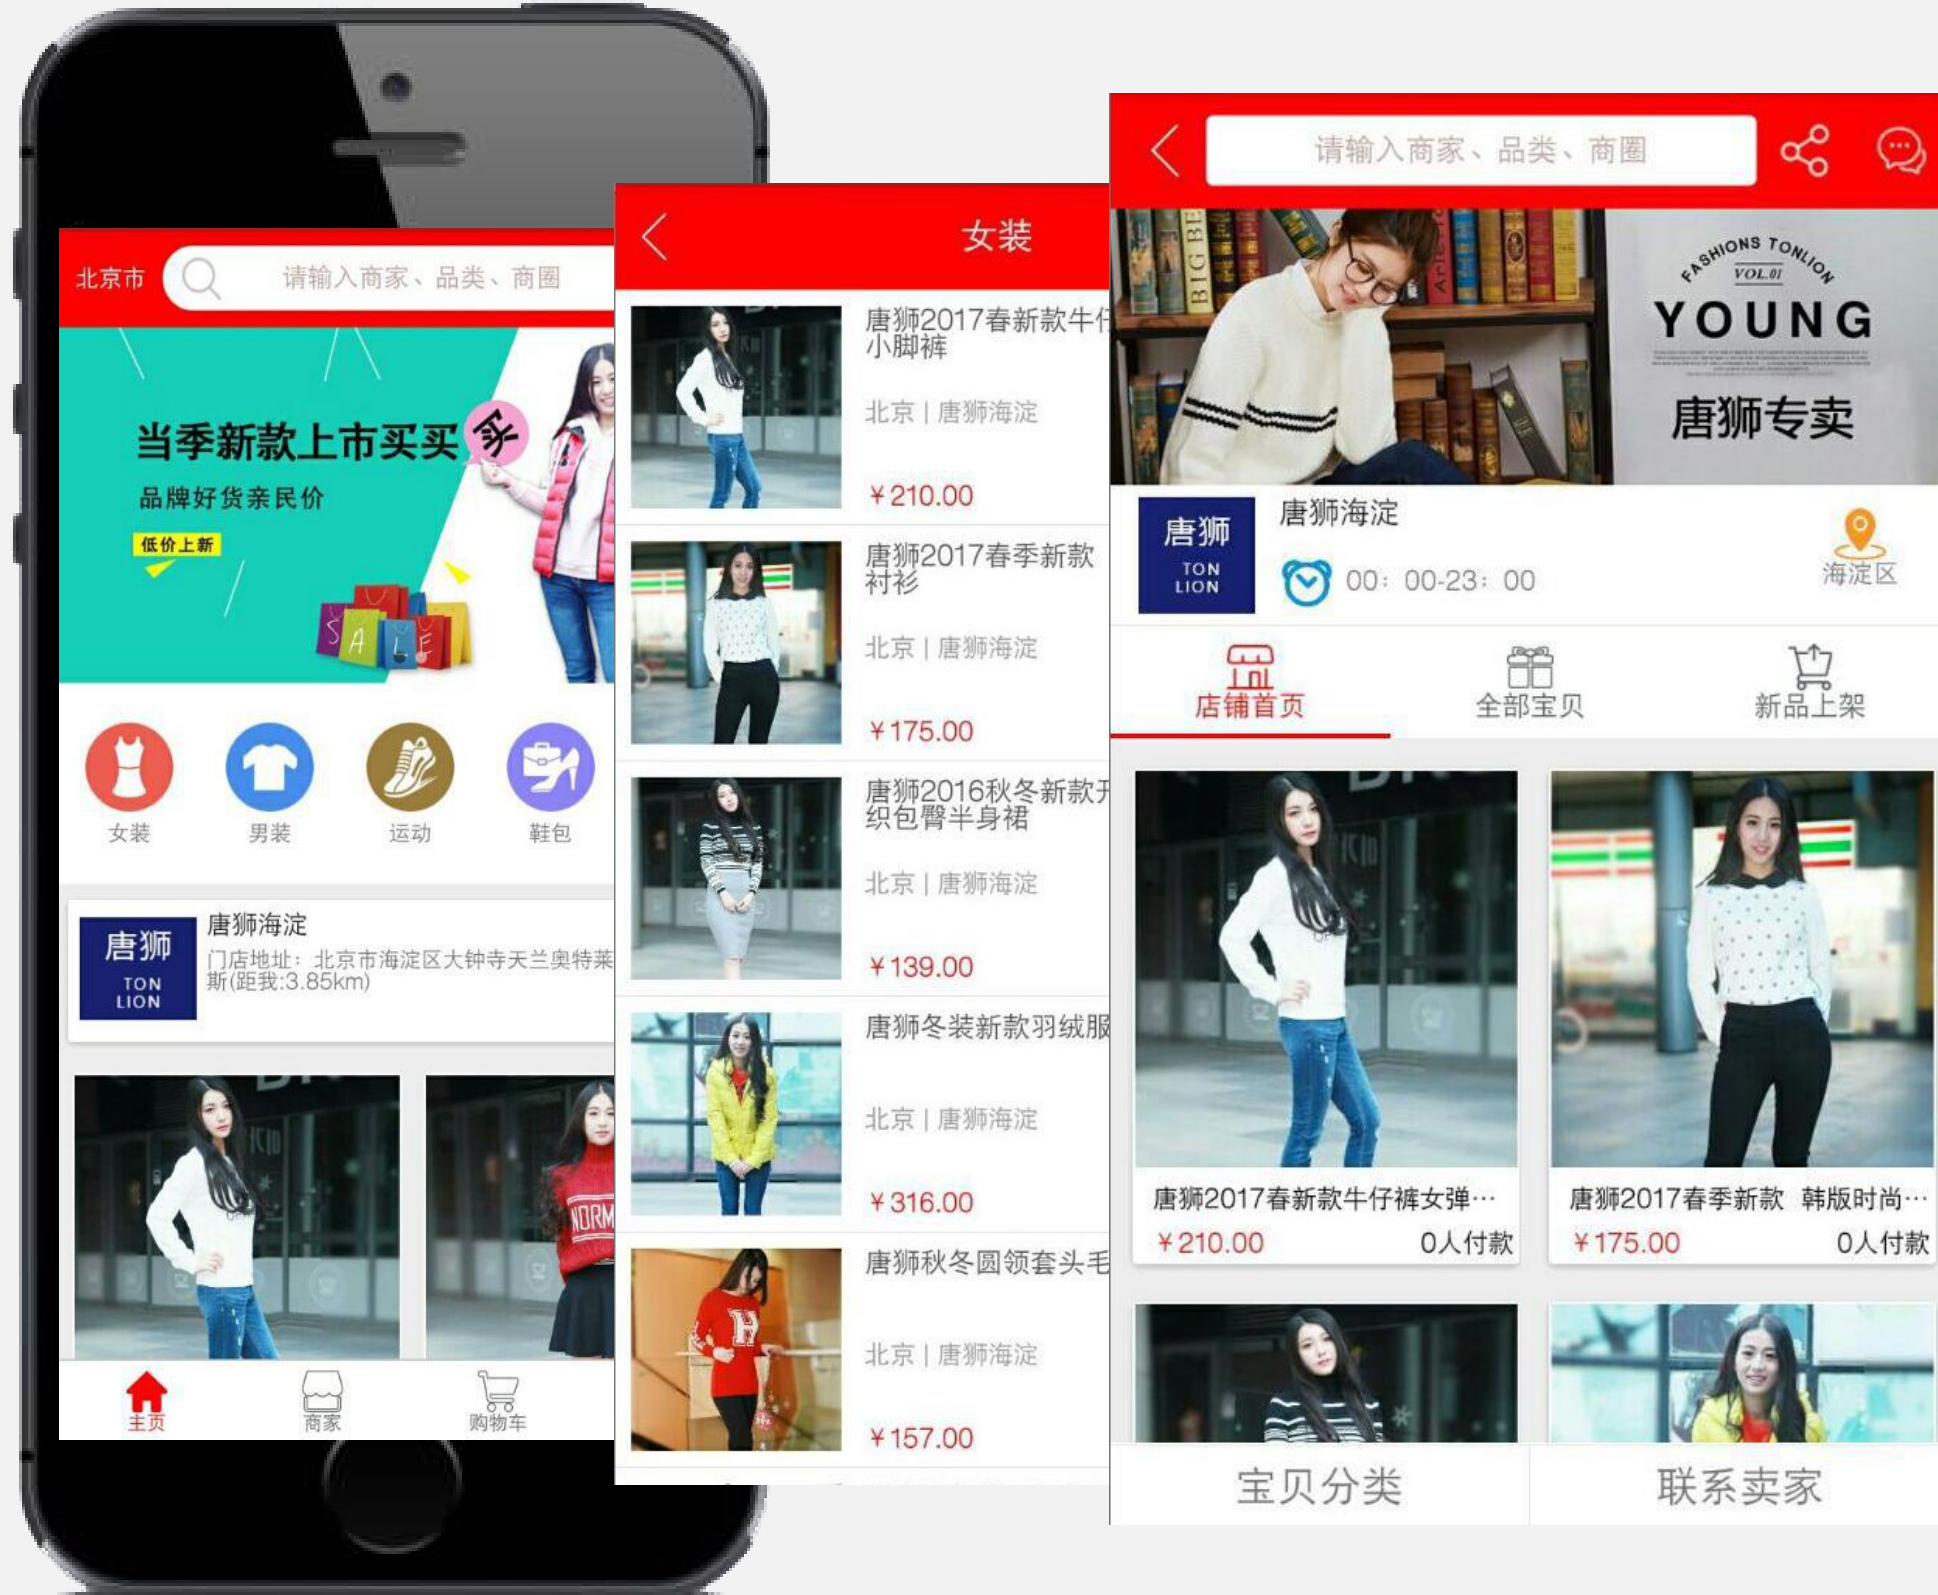 北京市
请输入商家、品类、商圈
当季新款上市买买买
品牌好货亲民价
低价上新
SALE
女装
男装
运动
鞋包
唐狮
TON
LION
唐狮海淀
门店地址：北京市海淀区大钟寺天兰奥特莱
斯(距我:3.85km)
NORM
主页
商家
购物车
女装
唐狮2017春新款牛仔
小脚裤
北京 | 唐狮海淀
￥210.00
唐狮2017春季新款
衬衫
北京 | 唐狮海淀
￥175.00
唐狮2016秋冬新款开
织包臀半身裙
北京 | 唐狮海淀
￥139.00
唐狮冬装新款羽绒服
北京 | 唐狮海淀
￥316.00
唐狮秋冬圆领套头毛
北京 | 唐狮海淀
￥157.00
H
请输入商家、品类、商圈
BIG BE
FASHIONS TONLION
VOL.01
YOUNG
唐狮专卖
唐狮
TON
LION
唐狮海淀
00：00-23：00
海淀区
店铺首页
全部宝贝
新品上架
唐狮2017春新款牛仔裤女弹…
￥210.00
0人付款
唐狮2017春季新款 韩版时尚…
￥175.00
0人付款
宝贝分类
联系卖家